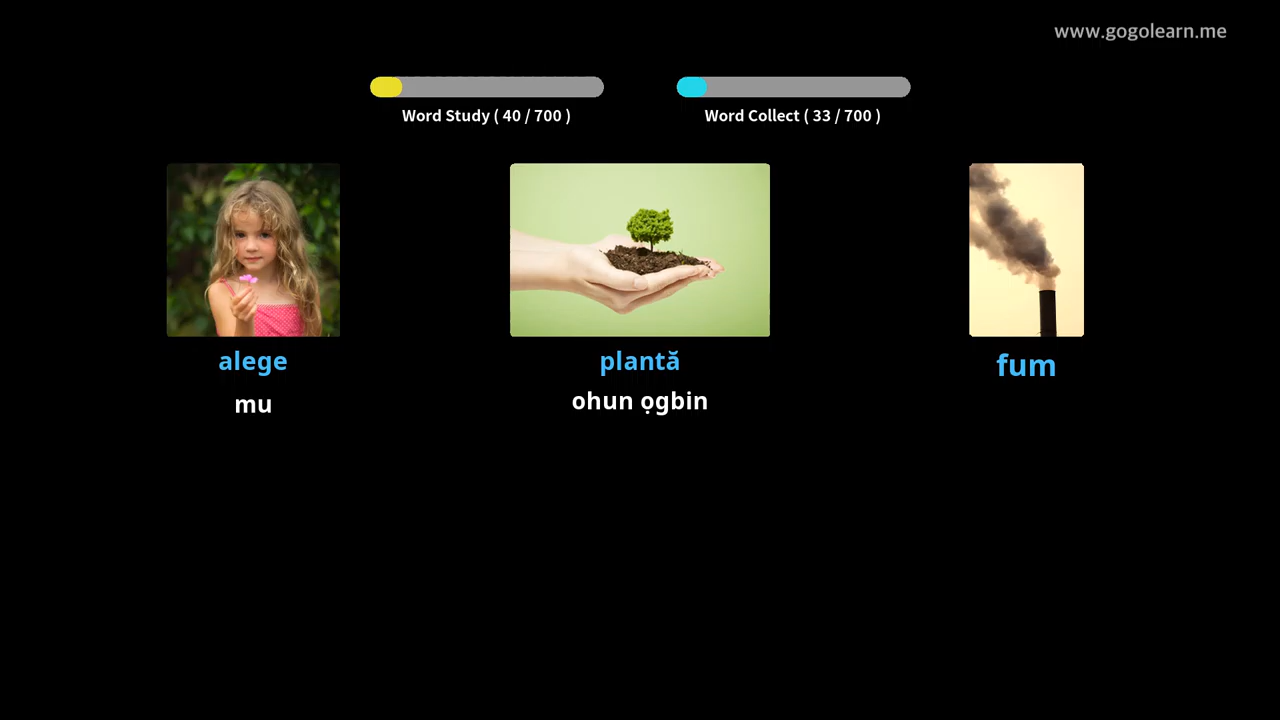 www.gogolearn.me
Word Study ( 40 / 700 )
Word Collect ( 33 / 700 )
alege
mu
plantă
ohun ọgbin
fum